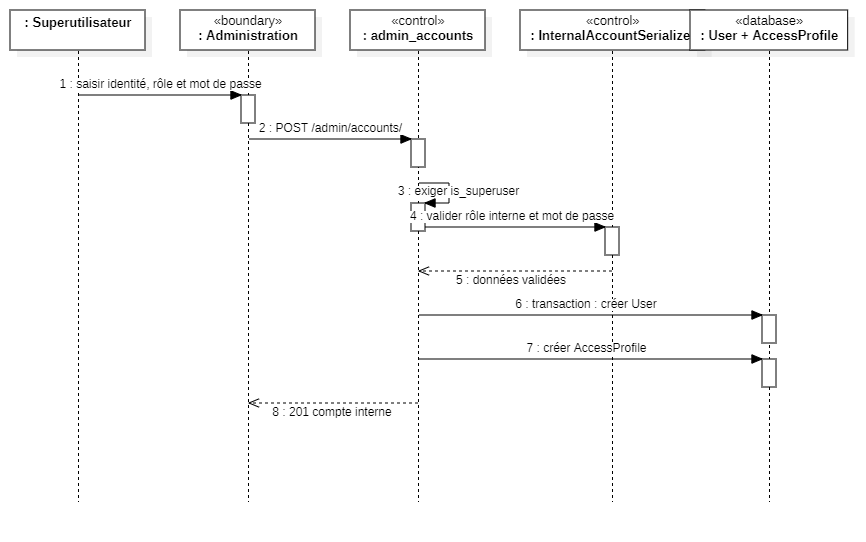 : Superutilisateur
«boundary»
: Administration
«control»
: admin_accounts
«control»
: InternalAccountSerialize
«database»
: User + AccessProfile
1 : saisir identité, rôle et mot de passe
2 : POST /admin/accounts/
3 : exiger is_superuser
4 : valider rôle interne et mot de passe
5 : données validées
6 : transaction : créer User
7 : créer AccessProfile
8 : 201 compte interne